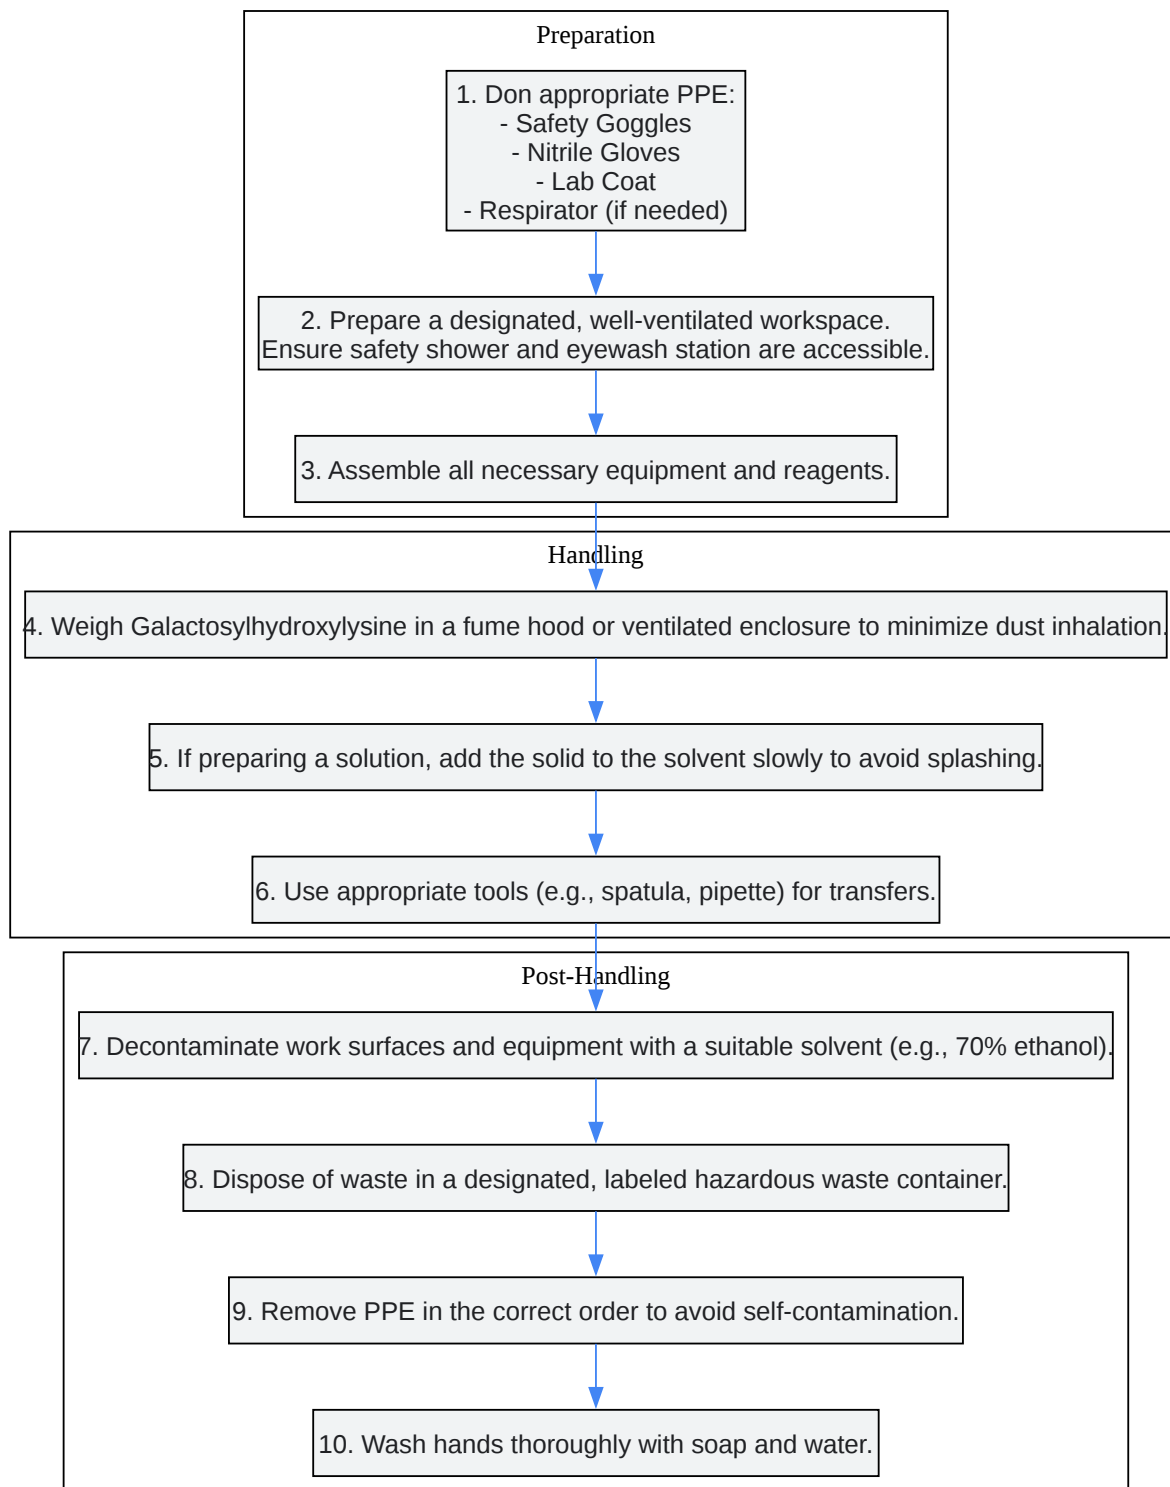 Preparation
1. Don appropriate PPE:
- Safety Goggles
- Nitrile Gloves
- Lab Coat
- Respirator (if needed)
2. Prepare a designated, well-ventilated workspace.
Ensure safety shower and eyewash station are accessible.
3. Assemble all necessary equipment and reagents.
Handling
4. Weigh Galactosylhydroxylysine in a fume hood or ventilated enclosure to minimize dust inhalation.
5. If preparing a solution, add the solid to the solvent slowly to avoid splashing.
6. Use appropriate tools (e.g., spatula, pipette) for transfers.
Post-Handling
7. Decontaminate work surfaces and equipment with a suitable solvent (e.g., 70% ethanol).
8. Dispose of waste in a designated, labeled hazardous waste container.
9. Remove PPE in the correct order to avoid self-contamination.
10. Wash hands thoroughly with soap and water.